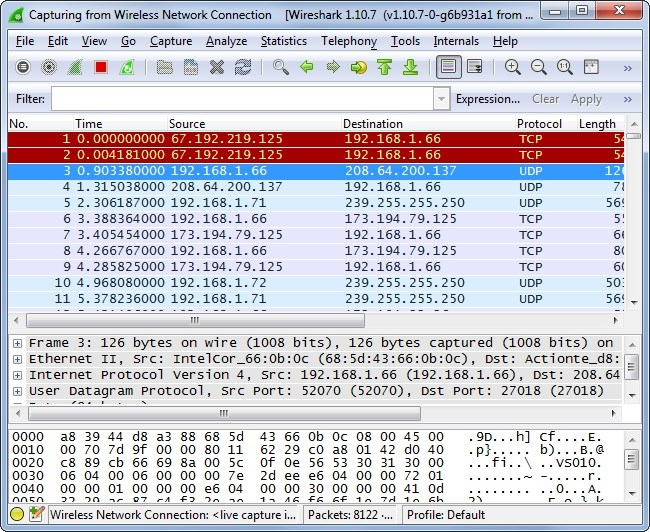 Capturing from Wireless Network Connection [Wireshark 1.10.7 (v1.10.7-0-g6b931a1 from ...
File Edit View Go Capture Analyze Statistics Telephony Tools Internals Help
Filter: Expression... Clear Apply
No. Time Source Destination Protocol Length
1 0.000000000 67.192.219.125 192.168.1.66 TCP 54
2 0.004181000 67.192.219.125 192.168.1.66 TCP 54
3 0.903380000 192.168.1.66 208.64.200.137 UDP 126
4 1.315038000 208.64.200.137 192.168.1.66 UDP 78
5 2.306187000 192.168.1.71 239.255.255.250 UDP 569
6 3.388364000 192.168.1.66 173.194.79.125 TCP 55
7 3.405454000 173.194.79.125 192.168.1.66 TCP 66
8 4.266767000 192.168.1.66 173.194.79.125 TCP 80
9 4.285825000 173.194.79.125 192.168.1.66 TCP 60
10 4.968080000 192.168.1.72 239.255.255.250 UDP 503
11 5.378236000 192.168.1.71 239.255.255.250 UDP 569
Frame 3: 126 bytes on wire (1008 bits), 126 bytes captured (1008 bits) on
Ethernet II, Src: IntelCor_66:0b:0c (68:5d:43:66:0b:0c), Dst: Actionte_d8:
Internet Protocol Version 4, Src: 192.168.1.66 (192.168.1.66), Dst: 208.64
User Datagram Protocol, Src Port: 52070 (52070), Dst Port: 27018 (27018)
0000 a8 39 44 d8 a3 88 68 5d 43 66 0b 0c 08 00 45 00 .9D...h] Cf....E.
0010 00 70 7d 9f 00 00 80 11 62 29 c0 a8 01 42 d0 40 .p}..... b)...B.@
0020 c8 89 cb 66 69 8a 00 5c 0f 0e 56 53 30 31 30 00 ...fi..\ ..VS010.
0030 06 04 00 06 00 00 00 7e 2d ee e6 04 00 00 72 01 .......~ -.....r.
0040 00 00 01 00 00 00 e6 04 00 00 30 00 00 00 41 0d ........ ..0...A.
Wireless Network Connection: <live capture i... Packets: 8122 ·... Profile: Default